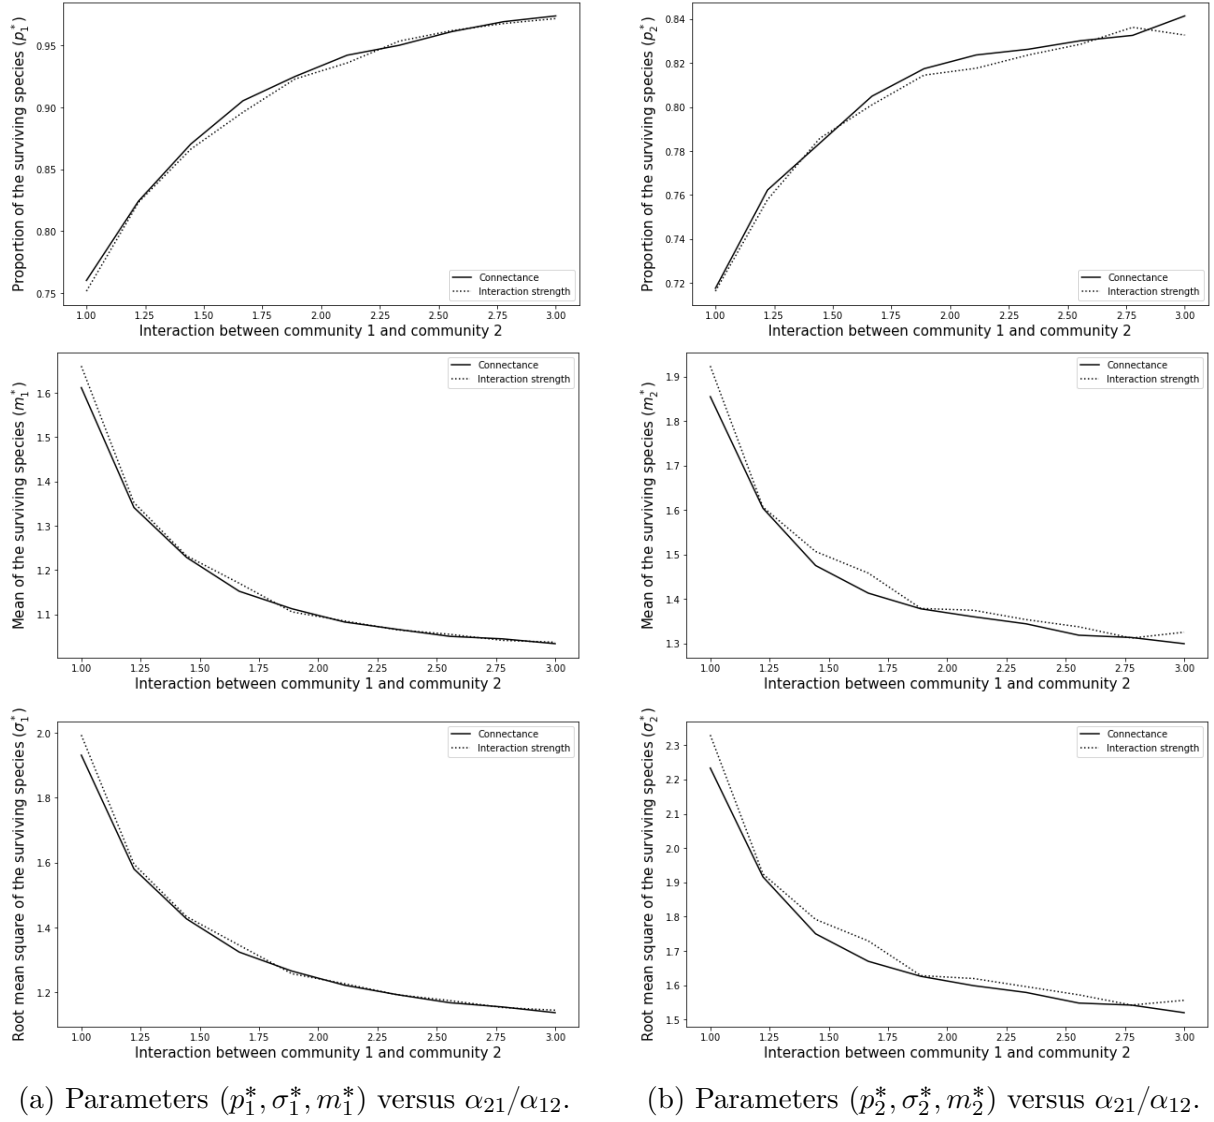 Proportion of the surviving species (p₁*)
0.95
0.90
0.85
0.80
0.75
Connectance
Interaction strength
1.00 1.25 1.50 1.75 2.00 2.25 2.50 2.75 3.00
Interaction between community 1 and community 2
Proportion of the surviving species (p₂*)
0.84
0.82
0.80
0.78
0.76
0.74
0.72
Connectance
Interaction strength
1.00 1.25 1.50 1.75 2.00 2.25 2.50 2.75 3.00
Interaction between community 1 and community 2
Mean of the surviving species (m₁*)
1.6
1.5
1.4
1.3
1.2
1.1
Connectance
Interaction strength
1.00 1.25 1.50 1.75 2.00 2.25 2.50 2.75 3.00
Interaction between community 1 and community 2
Mean of the surviving species (m₂*)
1.9
1.8
1.7
1.6
1.5
1.4
1.3
Connectance
Interaction strength
1.00 1.25 1.50 1.75 2.00 2.25 2.50 2.75 3.00
Interaction between community 1 and community 2
Root mean square of the surviving species (σ₁*)
2.0
1.8
1.6
1.4
1.2
Connectance
Interaction strength
1.00 1.25 1.50 1.75 2.00 2.25 2.50 2.75 3.00
Interaction between community 1 and community 2
Root mean square of the surviving species (σ₂*)
2.3
2.2
2.1
2.0
1.9
1.8
1.7
1.6
1.5
Connectance
Interaction strength
1.00 1.25 1.50 1.75 2.00 2.25 2.50 2.75 3.00
Interaction between community 1 and community 2
(a) Parameters (p₁*, σ₁*, m₁*) versus α₂₁/α₁₂.
(b) Parameters (p₂*, σ₂*, m₂*) versus α₂₁/α₁₂.